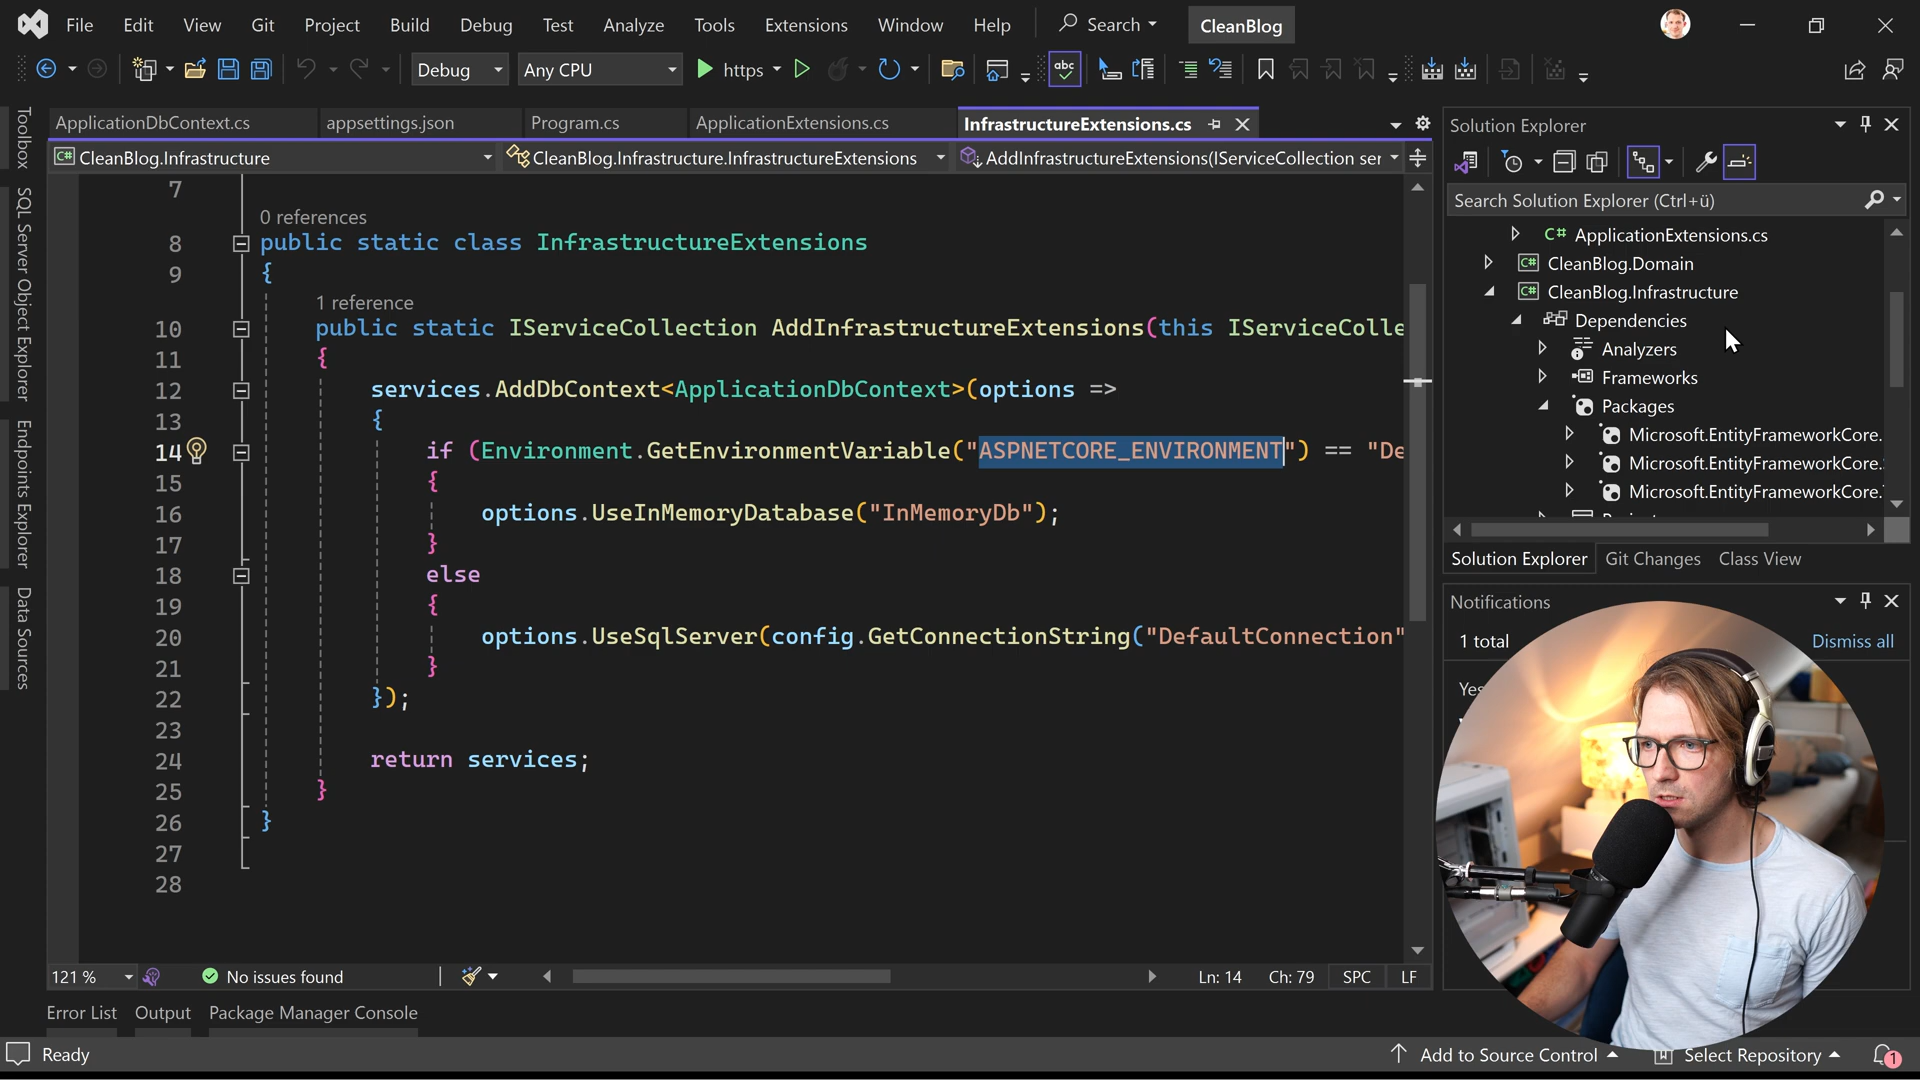 File Edit View Git Project Build Debug Test Analyze Tools Extensions Window Help Search CleanBlog
Debug Any CPU https abc
ApplicationDbContext.cs appsettings.json Program.cs ApplicationExtensions.cs InfrastructureExtensions.cs
C# CleanBlog.Infrastructure CleanBlog.Infrastructure.InfrastructureExtensions AddInfrastructureExtensions(IServiceCollection ser
Toolbox
SQL Server Object Explorer
Endpoints Explorer
Data Sources
7
0 references
8 public static class InfrastructureExtensions
9 {
1 reference
10 public static IServiceCollection AddInfrastructureExtensions(this IServiceColle
11 {
12 services.AddDbContext<ApplicationDbContext>(options =>
13 {
14 if (Environment.GetEnvironmentVariable("ASPNETCORE_ENVIRONMENT") == "De
15 {
16 options.UseInMemoryDatabase("InMemoryDb");
17 }
18 else
19 {
20 options.UseSqlServer(config.GetConnectionString("DefaultConnection"
21 }
22 });
23
24 return services;
25 }
26 }
27
28
121 % No issues found Ln: 14 Ch: 79 SPC LF
Error List Output Package Manager Console
Ready Add to Source Control Select Repository 1
Solution Explorer
Search Solution Explorer (Ctrl+ü)
C# ApplicationExtensions.cs
C# CleanBlog.Domain
C# CleanBlog.Infrastructure
Dependencies
Analyzers
Frameworks
Packages
Microsoft.EntityFrameworkCore.
Microsoft.EntityFrameworkCore.
Microsoft.EntityFrameworkCore.
Solution Explorer Git Changes Class View
Notifications
1 total Dismiss all